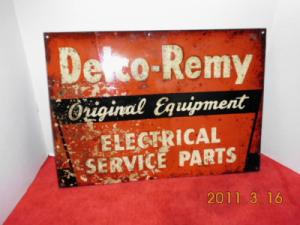 Delco-Remy
Original Equipment
ELECTRICAL
SERVICE PARTS
2011 3 16